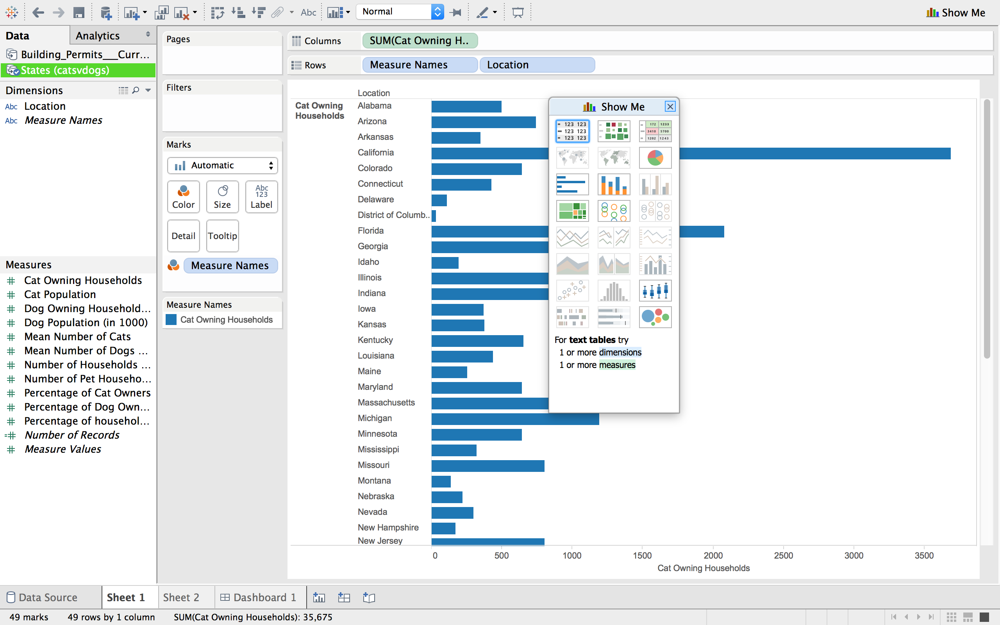 Abc
Normal
Show Me
Data
Analytics
Building_Permits___Curr...
States (catsvdogs)
Dimensions
Abc Location
Abc Measure Names
Measures
Cat Owning Households
Cat Population
Dog Owning Household...
Dog Population (in 1000)
Mean Number of Cats
Mean Number of Dogs ...
Number of Households ...
Number of Pet Househo...
Percentage of Cat Owners
Percentage of Dog Own...
Percentage of househol...
Number of Records
Measure Values
Pages
Filters
Marks
Automatic
Color
Size
Abc
123
Label
Detail
Tooltip
Measure Names
Measure Names
Cat Owning Households
Columns
SUM(Cat Owning H..
Rows
Measure Names
Location
Location
Cat Owning
Households
Alabama
Arizona
Arkansas
California
Colorado
Connecticut
Delaware
District of Columb..
Florida
Georgia
Idaho
Illinois
Indiana
Iowa
Kansas
Kentucky
Louisiana
Maine
Maryland
Massachusetts
Michigan
Minnesota
Mississippi
Missouri
Montana
Nebraska
Nevada
New Hampshire
New Jersey
0 500 1000 1500 2000 2500 3000 3500
Cat Owning Households
Show Me
123 123
123 123
123 123
172 1233
3410 5700
1202 1243
For text tables try
1 or more dimensions
1 or more measures
Data Source
Sheet 1
Sheet 2
Dashboard 1
49 marks
49 rows by 1 column
SUM(Cat Owning Households): 35,675